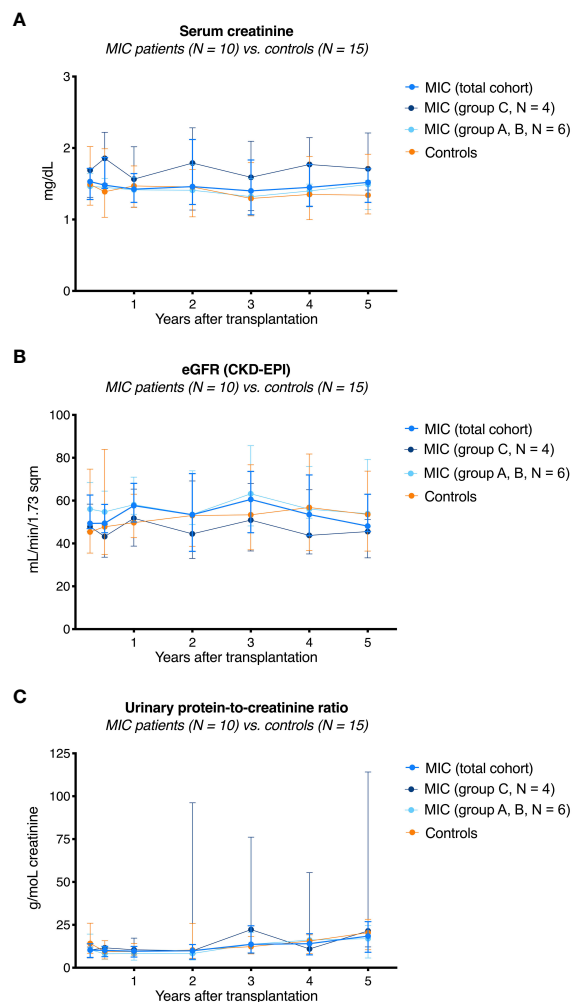 A
Serum creatinine
MIC patients (N = 10) vs. controls (N = 15)
3
2
1
0
mg/dL
1 2 3 4 5
Years after transplantation
MIC (total cohort)
MIC (group C, N = 4)
MIC (group A, B, N = 6)
Controls
B
eGFR (CKD-EPI)
MIC patients (N = 10) vs. controls (N = 15)
100
80
60
40
20
0
mL/min/1.73 sqm
1 2 3 4 5
Years after transplantation
MIC (total cohort)
MIC (group C, N = 4)
MIC (group A, B, N = 6)
Controls
C
Urinary protein-to-creatinine ratio
MIC patients (N = 10) vs. controls (N = 15)
125
100
75
50
25
0
g/moL creatinine
1 2 3 4 5
Years after transplantation
MIC (total cohort)
MIC (group C, N = 4)
MIC (group A, B, N = 6)
Controls